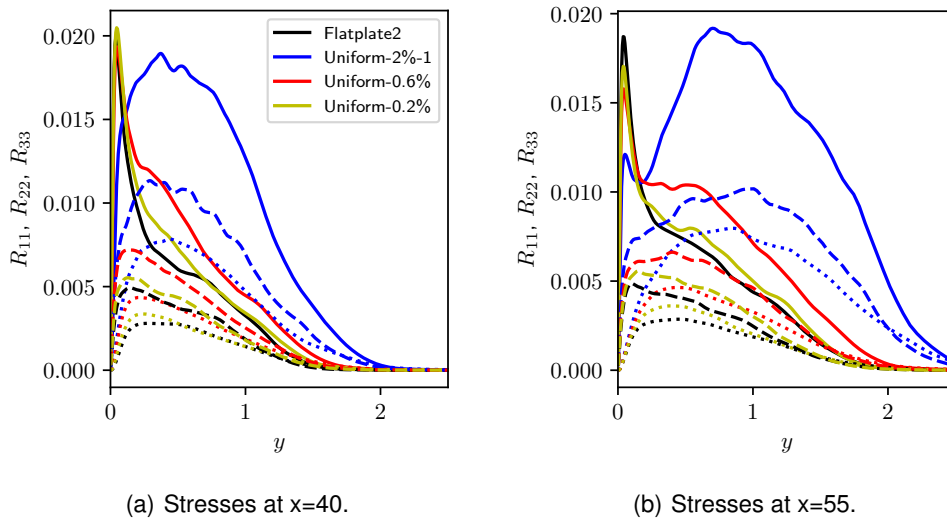 0.020
0.015
0.010
0.005
0.000
R11, R22, R33
0 1 2
y
Flatplate2
Uniform-2%-1
Uniform-0.6%
Uniform-0.2%
(a) Stresses at x=40.
0.020
0.015
0.010
0.005
0.000
R11, R22, R33
0 1 2
y
(b) Stresses at x=55.